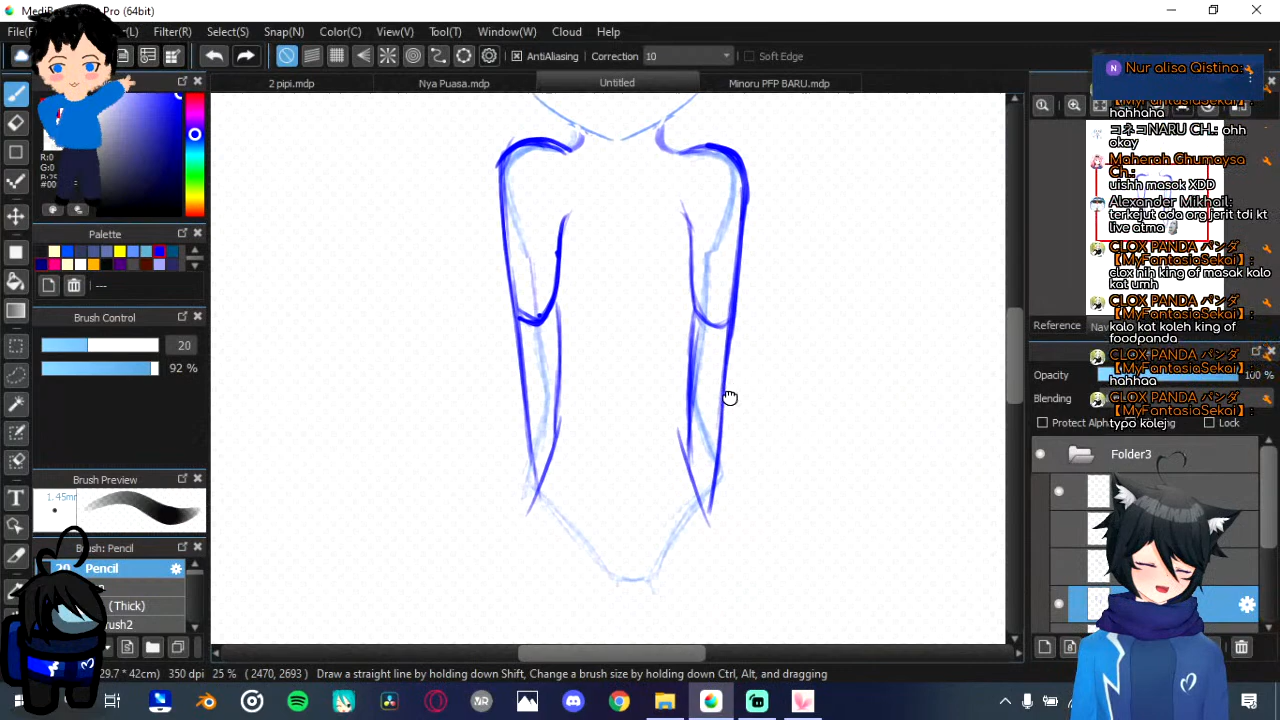 Pro (64bit)
Filter(R) Select(S) Snap(N) Color(C) View(V) Tool(T) Window(W) Cloud Help
AntiAliasing Correction 10 Soft Edge
2 pipi.mdp Nya Puasa.mdp Untitled Minoru PFP BARU.mdp
R:0
G:0
Palette
---
Brush Control
20
92 %
Brush Preview
1.45m
Brush: Pencil
20 Pencil
(Thick)
ush2
Nur alisa Qistina:
【MyFantasiaSekai】:
hahhaha
コネコNARU CH.: ohh
okay
Maherah Ghumaysa
Ch.:
uishh masok XDD
Alexander Mikhail:
terkejut ada org jerit tdi kt
live atma
CLOX PANDA パンダ
【MyFantasiaSekai】:
clox nih king of masak kalo
kat umh
CLOX PANDA パンダ
【MyFantasiaSekai】:
kalo kat koleh king of
foodpanda
CLOX PANDA パンダ
【MyFantasiaSekai】:
hahhaa
CLOX PANDA パンダ
【MyFantasiaSekai】:
typo kolej
Reference
Opacity 100 %
Blending
Protect Alph Lock
Folder3
29.7 * 42cm) 350 dpi 25 % ( 2470, 2693 ) Draw a straight line by holding down Shift, Change a brush size by holding down Ctrl, Alt, and dragging